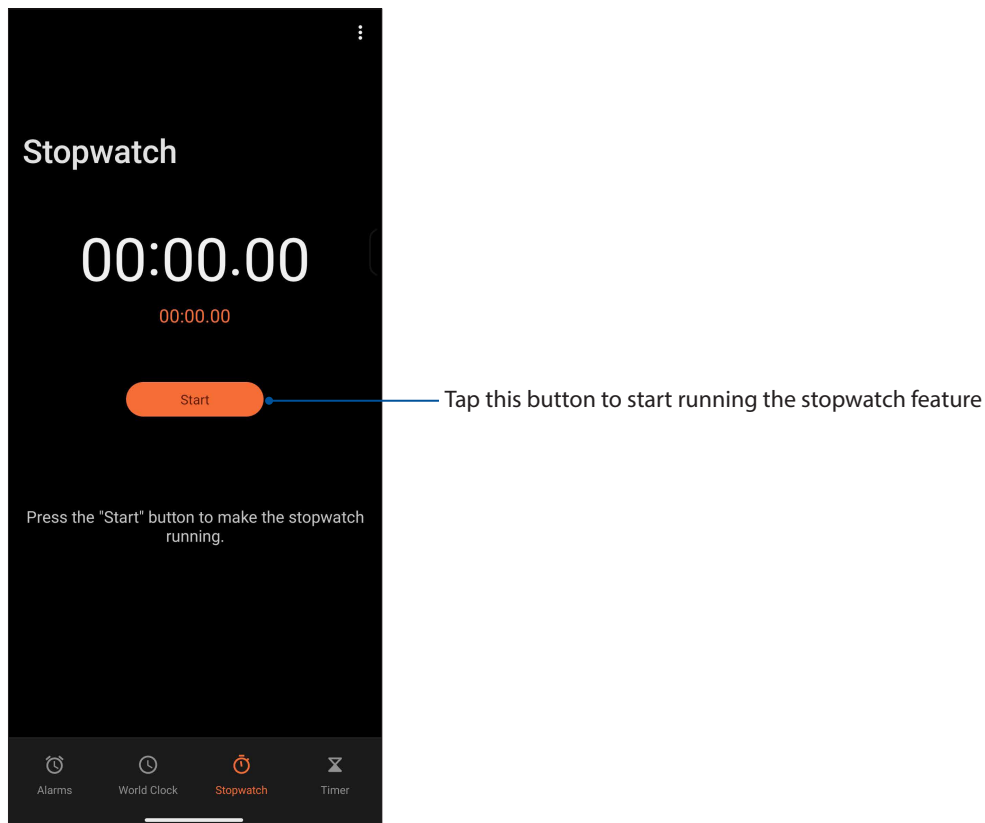 Stopwatch
00:00.00
00:00.00
Start
Tap this button to start running the stopwatch feature
Press the "Start" button to make the stopwatch
running.
Alarms
World Clock
Stopwatch
Timer